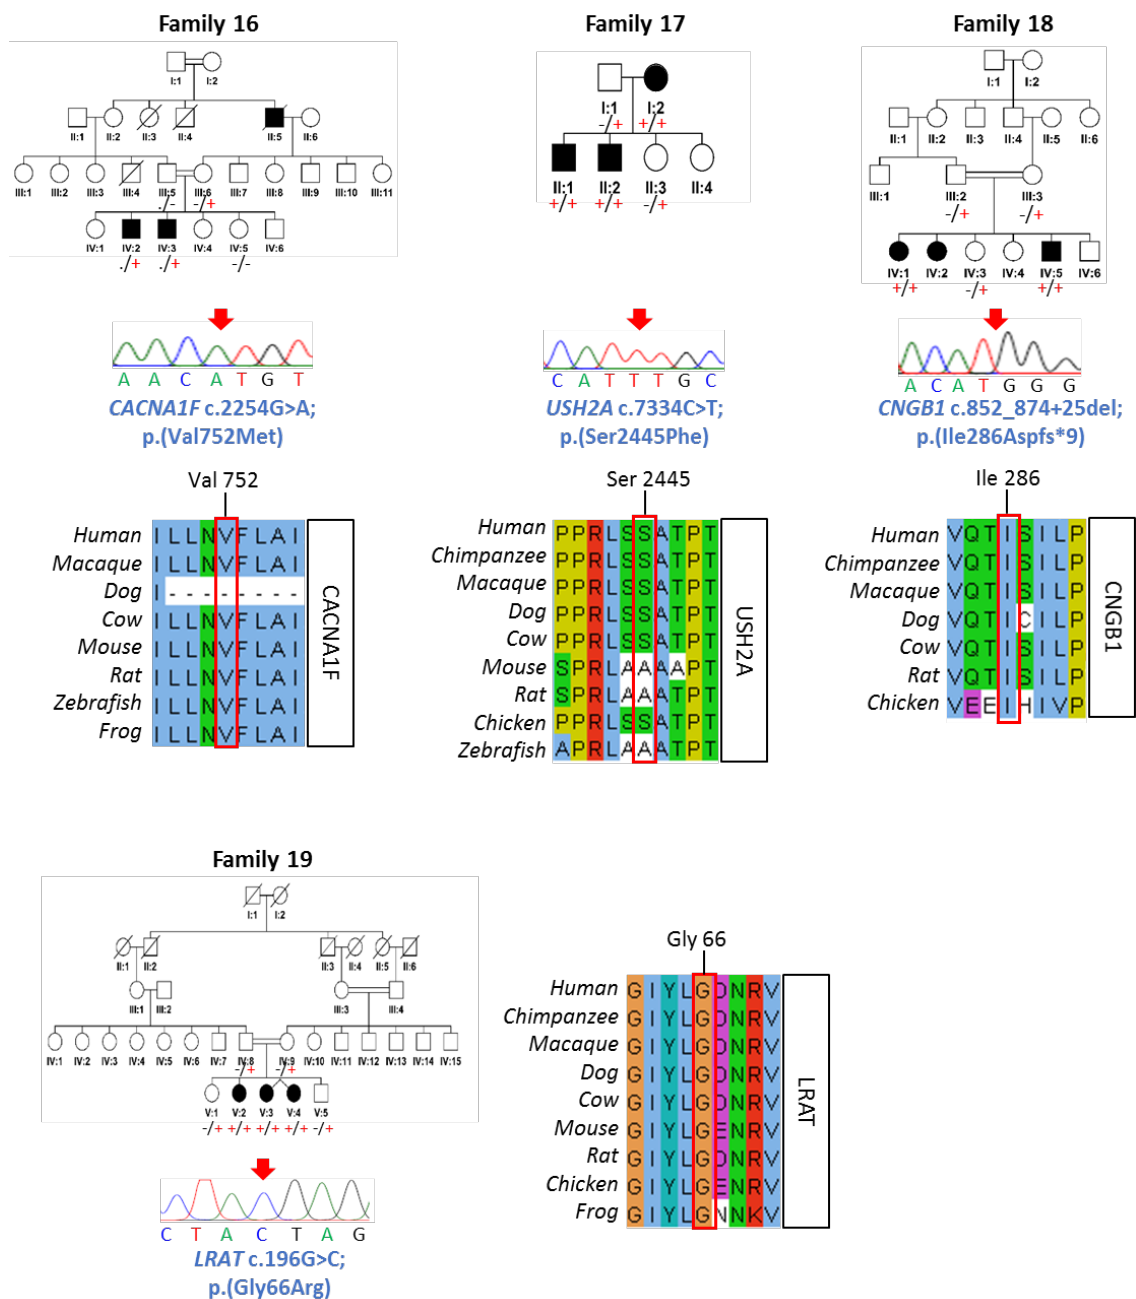 Family 16
I:1 I:2
II:1 II:2 II:3 II:4 II:5 II:6
III:1 III:2 III:3 III:4 III:5 III:6 III:7 III:8 III:9 III:10 III:11
./- -/+
IV:1 IV:2 IV:3 IV:4 IV:5 IV:6
./+ ./+ -/-
A A C A T G T
CACNA1F c.2254G>A;
p.(Val752Met)
Family 17
I:1 I:2
-/+ +/+
II:1 II:2 II:3 II:4
+/+ +/+ -/+
C A T T T G C
USH2A c.7334C>T;
p.(Ser2445Phe)
Family 18
I:1 I:2
II:1 II:2 II:3 II:4 II:5 II:6
III:1 III:2 III:3
-/+ -/+
IV:1 IV:2 IV:3 IV:4 IV:5 IV:6
+/+ -/+ +/+
A C A T G G G
CNGB1 c.852_874+25del;
p.(Ile286Aspfs*9)
Val 752
Human I L L N V F L A I
Macaque I L L N V F L A I
Dog I - - - - - - - -
Cow I L L N V F L A I
Mouse I L L N V F L A I
Rat I L L N V F L A I
Zebrafish I L L N V F L A I
Frog I L L N V F L A I
CACNA1F
Ser 2445
Human P P R L S S A T P T
Chimpanzee P P R L S S A T P T
Macaque P P R L S S A T P T
Dog P P R L S S A T P T
Cow P P R L S S A T P T
Mouse S P R L A A A A P T
Rat S P R L A A A T P T
Chicken P P R L S S A T P T
Zebrafish A P R L A A A T P T
USH2A
Ile 286
Human V Q T I S I L P
Chimpanzee V Q T I S I L P
Macaque V Q T I S I L P
Dog V Q T I C I L P
Cow V Q T I S I L P
Rat V Q T I S I L P
Chicken V E E I H I V P
CNGB1
Family 19
I:1 I:2
II:1 II:2 II:3 II:4 II:5 II:6
III:1 III:2 III:3 III:4
IV:1 IV:2 IV:3 IV:4 IV:5 IV:6 IV:7 IV:8 IV:9 IV:10 IV:11 IV:12 IV:13 IV:14 IV:15
-/+ -/+
V:1 V:2 V:3 V:4 V:5
-/+ +/+ +/+ +/+ -/+
C T A C T A G
LRAT c.196G>C;
p.(Gly66Arg)
Gly 66
Human G I Y L G D N R V
Chimpanzee G I Y L G D N R V
Macaque G I Y L G D N R V
Dog G I Y L G D N R V
Cow G I Y L G D N R V
Mouse G I Y L G E N R V
Rat G I Y L G D N R V
Chicken G I Y L G E N R V
Frog G I Y L G N N K V
LRAT